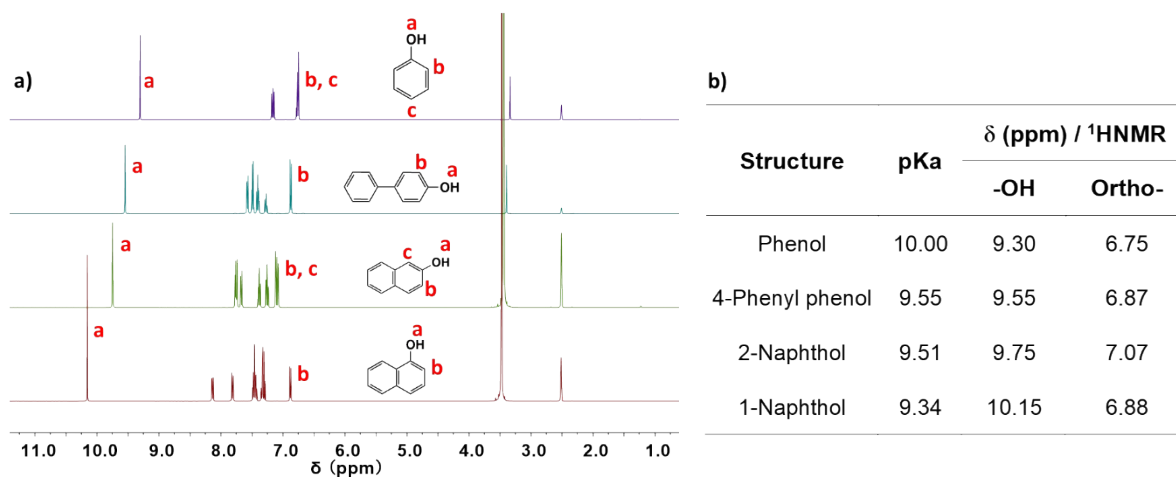 a)
a
OH
b
c
a
b, c
b
a
OH
a
b
c
a
OH
b
a
b, c
a
OH
b
a
b
11.0 10.0 9.0 8.0 7.0 6.0 5.0 4.0 3.0 2.0 1.0
δ (ppm)
b)
Structure pKa δ (ppm) / ¹HNMR
-OH Ortho-
Phenol 10.00 9.30 6.75
4-Phenyl phenol 9.55 9.55 6.87
2-Naphthol 9.51 9.75 7.07
1-Naphthol 9.34 10.15 6.88